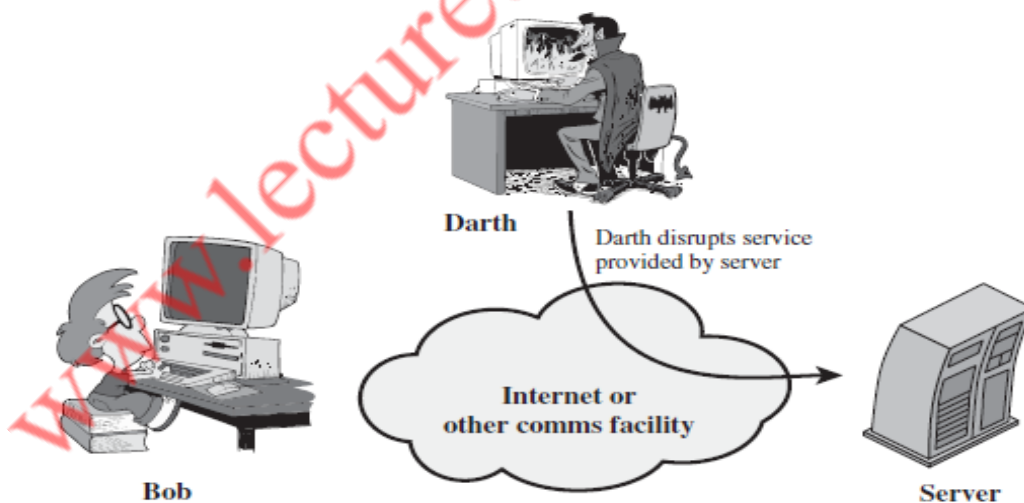 www.lecture
Darth
Darth disrupts service
provided by server
Internet or
other comms facility
Bob
Server